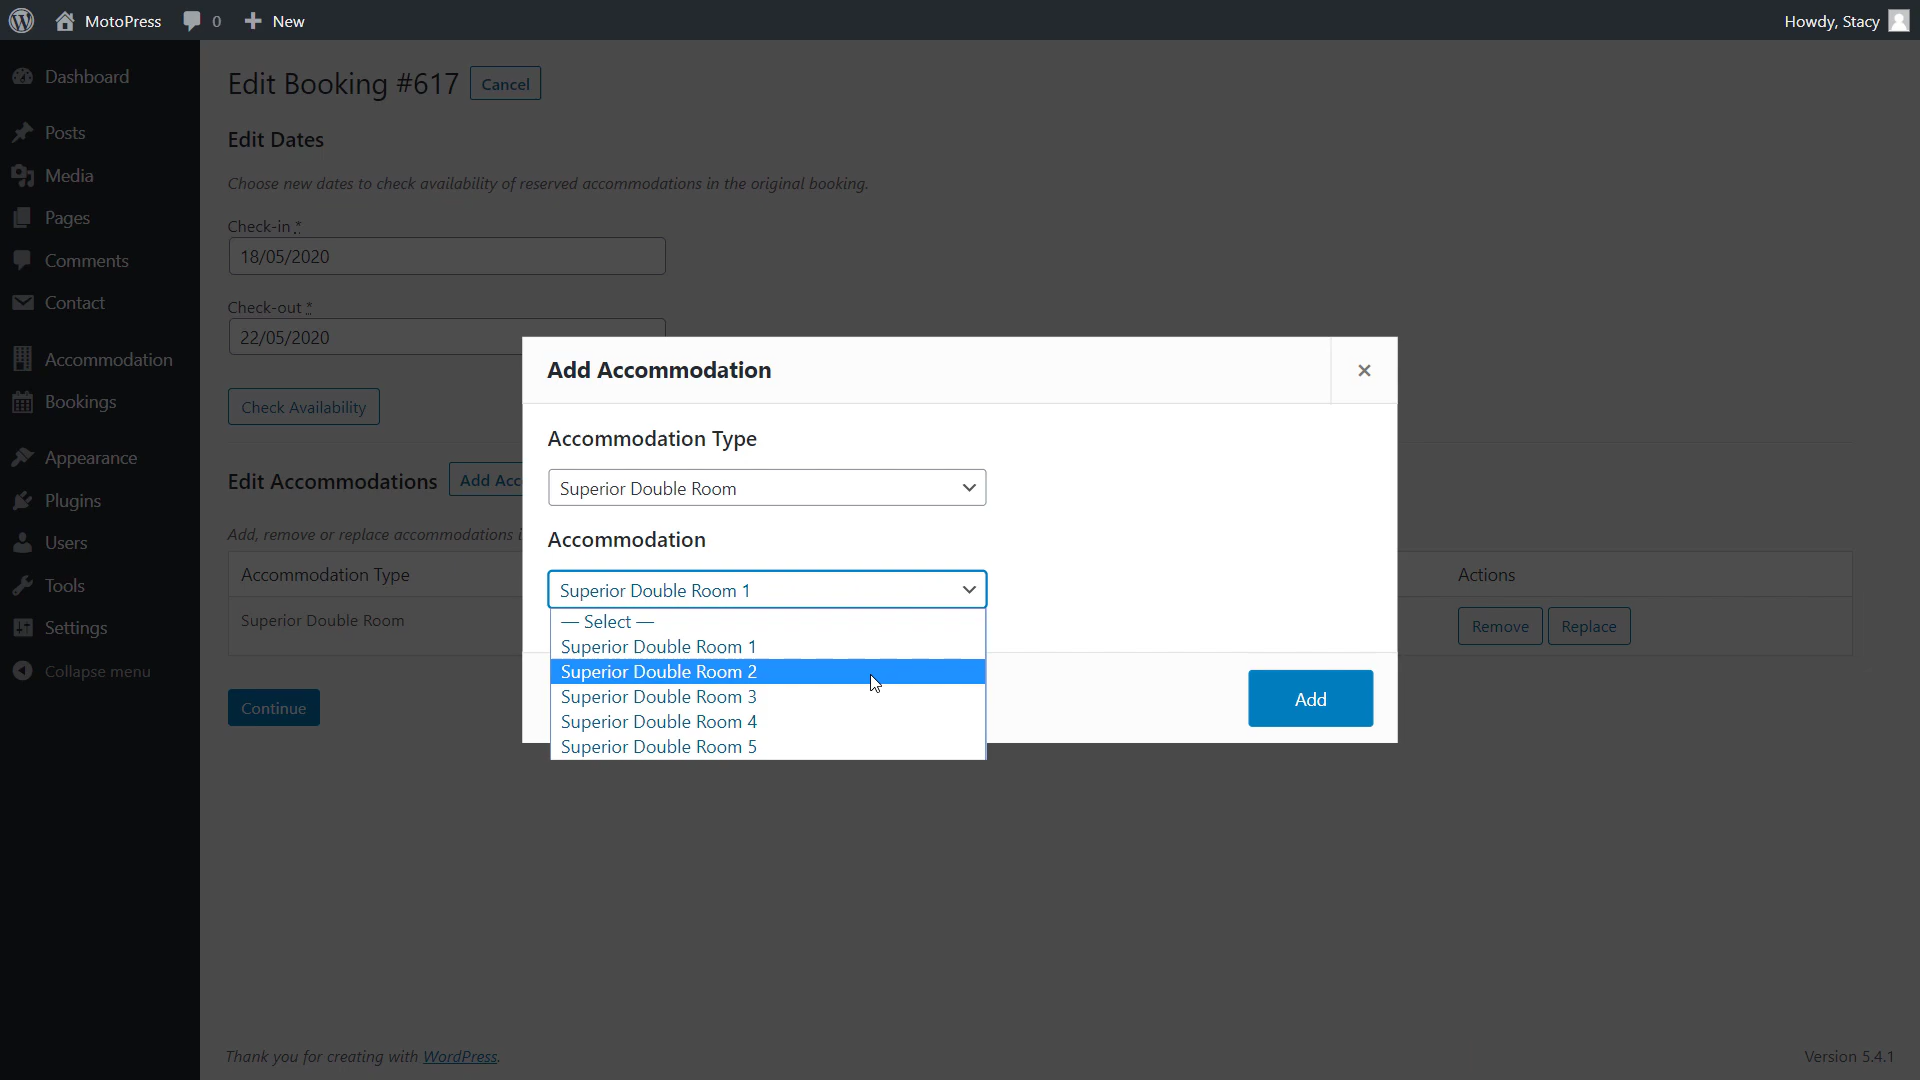 MotoPress 0 New Howdy, Stacy
Dashboard
Posts
Media
Pages
Comments
Contact
Accommodation
Bookings
Appearance
Plugins
Users
Tools
Settings
Collapse menu
Edit Booking #617 Cancel
Edit Dates
Choose new dates to check availability of reserved accommodations in the original booking.
Check-in *
18/05/2020
Check-out *
22/05/2020
Check Availability
Edit Accommodations Add Acc
Add, remove or replace accommodations
Accommodation Type Actions
Superior Double Room Remove Replace
Continue
Add Accommodation ×
Accommodation Type
Superior Double Room
Accommodation
Superior Double Room 1
— Select —
Superior Double Room 1
Superior Double Room 2
Superior Double Room 3
Superior Double Room 4
Superior Double Room 5
Add
Thank you for creating with WordPress. Version 5.4.1